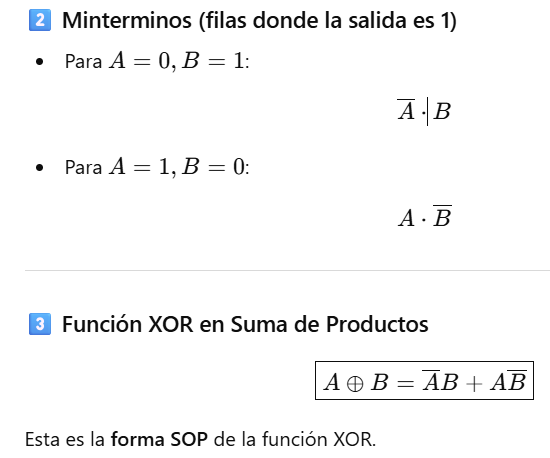 2️⃣ Mintérminos (filas donde la salida es 1)
• Para A = 0, B = 1:
A̅ · B
• Para A = 1, B = 0:
A · B̅
3️⃣ Función XOR en Suma de Productos
A ⊕ B = A̅B + AB̅
Esta es la forma SOP de la función XOR.